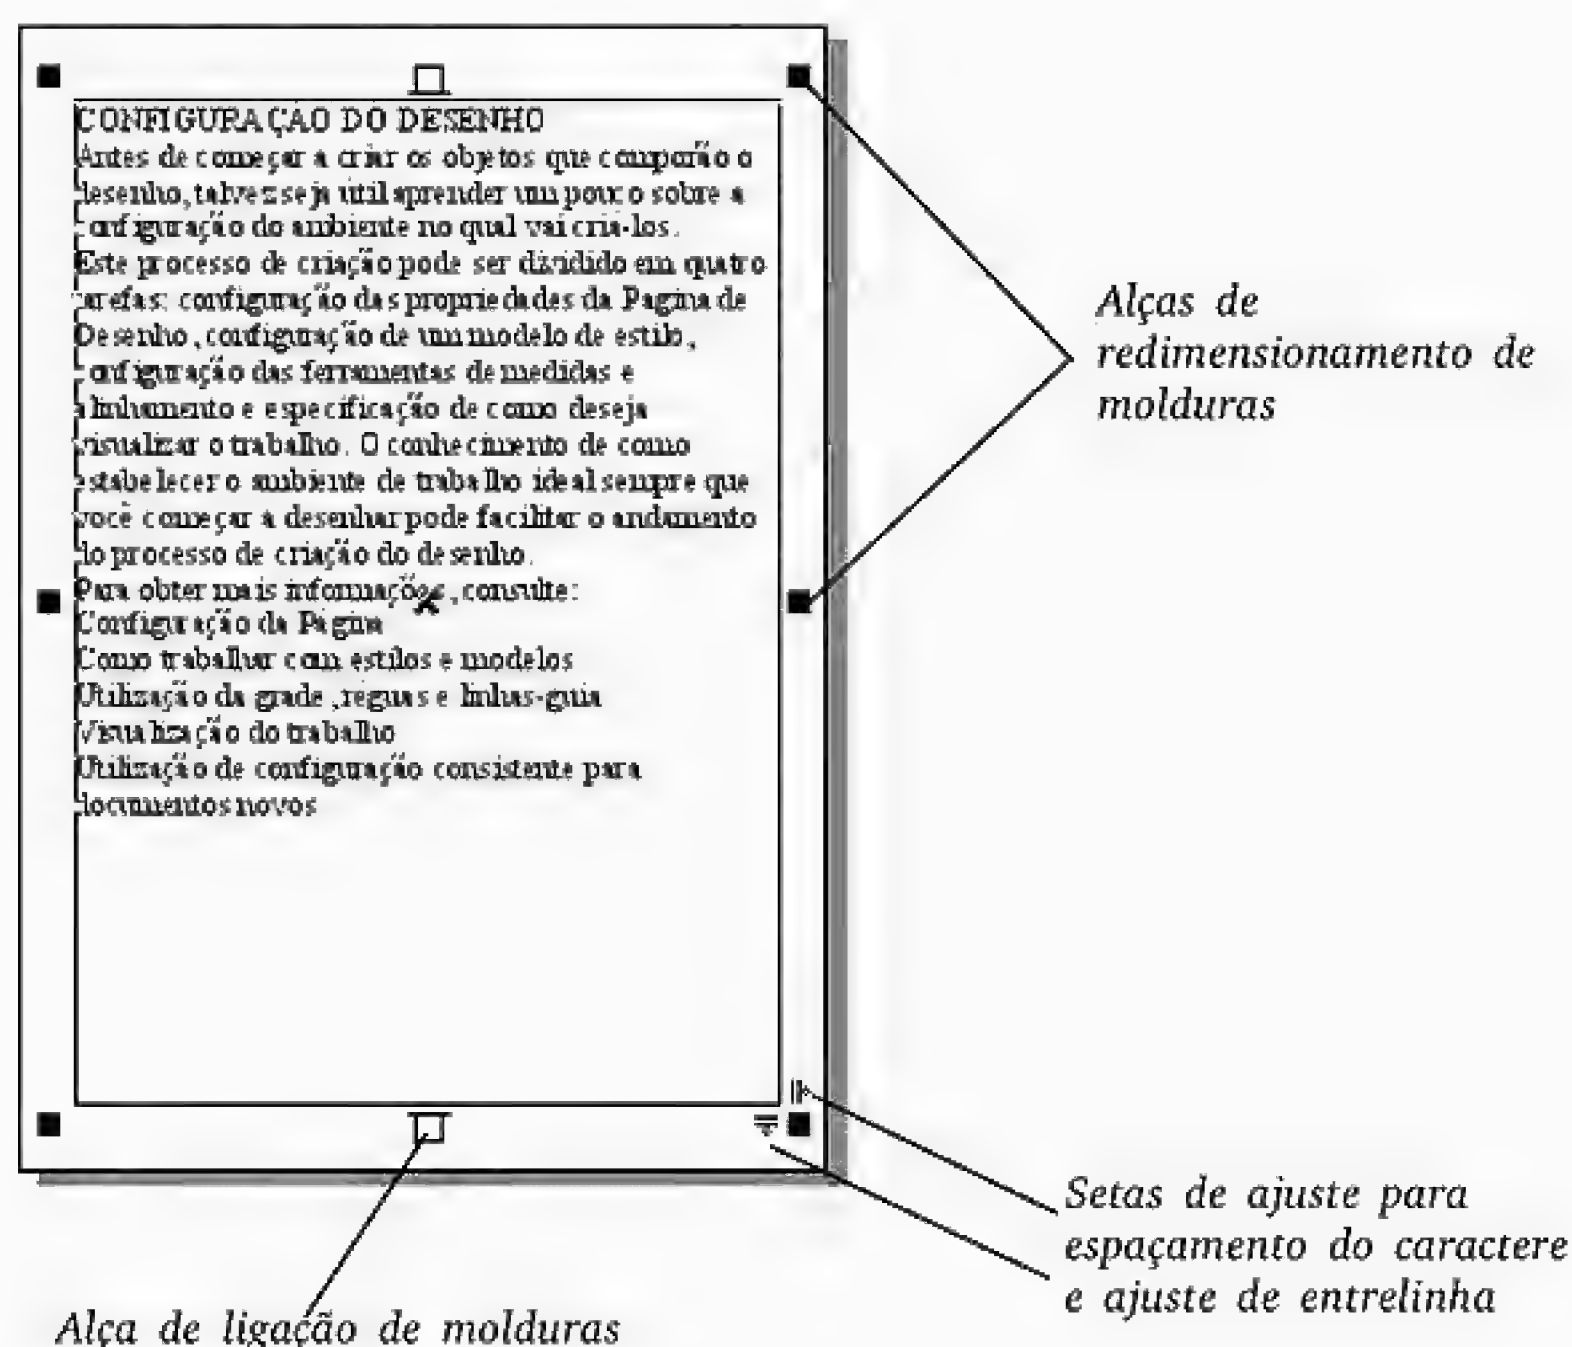 CONFIGURAÇÃO DO DESENHO
Antes de começar a criar os objetos que comporão o
desenho, talvez seja útil aprender um pouco sobre a
configuração do ambiente no qual vai criá-los.
Este processo de criação pode ser dividido em quatro
tarefas: configuração das propriedades da Pagina de
Desenho, configuração de um modelo de estilo,
configuração das ferramentas de medidas e
alinhamento e especificação de como deseja
visualizar o trabalho. O conhecimento de como
estabelecer o ambiente de trabalho ideal sempre que
você começar a desenhar pode facilitar o andamento
do processo de criação do desenho.
Para obter mais informações, consulte:
Configuração da Página
Como trabalhar com estilos e modelos
Utilização da grade, réguas e linhas-guia
Visualização do trabalho
Utilização de configuração consistente para
documentos novos
Alças de
redimensionamento de
molduras
Setas de ajuste para
espaçamento do caractere
e ajuste de entrelinha
Alça de ligação de molduras